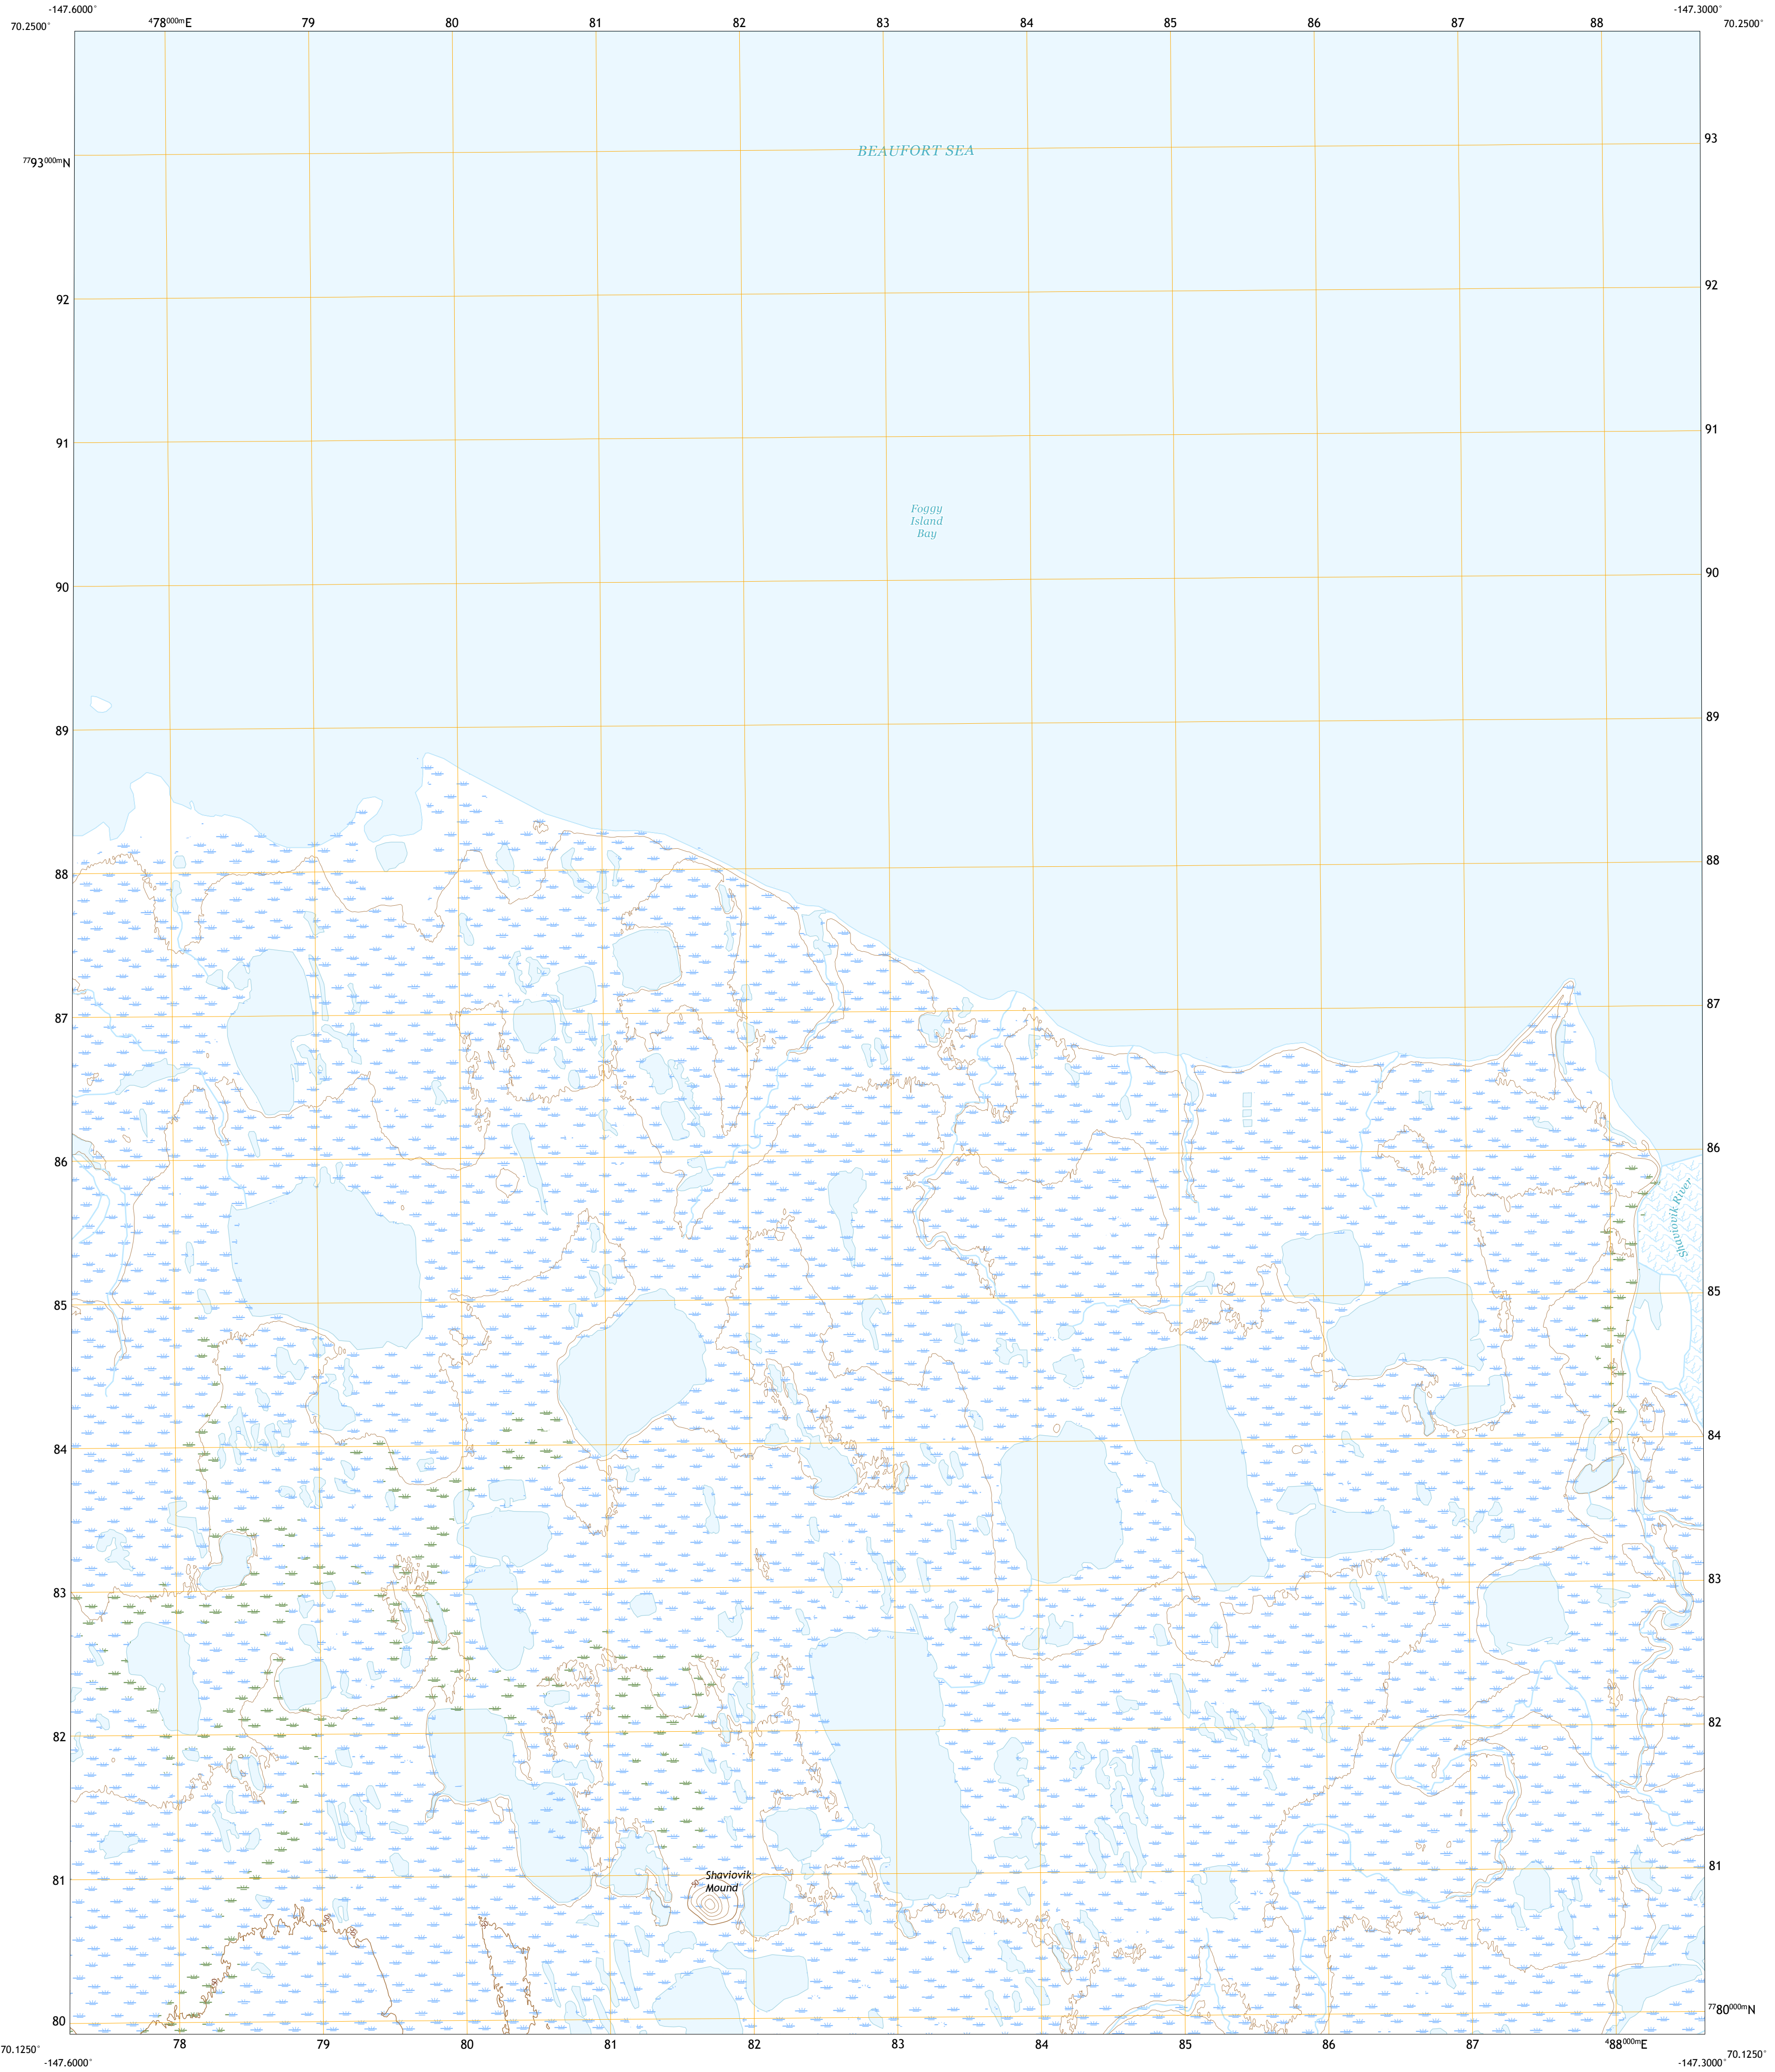 -147.6000° -147.3000°
70.2500° ⁴78⁰⁰⁰ᵐE 79 80 81 82 83 84 85 86 87 88 70.2500°
93
BEAUFORT SEA
⁷⁷93⁰⁰⁰ᵐN
92 92
91 91
Foggy
Island
Bay
90 90
89 89
88 88
87 87
86 86
Shaviovik River
85 85
84 84
83 83
82 82
81 81
Shaviovik
Mound
⁷⁷80⁰⁰⁰ᵐN
80
78 79 80 81 82 83 84 85 86 87 ⁴88⁰⁰⁰ᵐE
70.1250° 70.1250°
-147.6000° -147.3000°